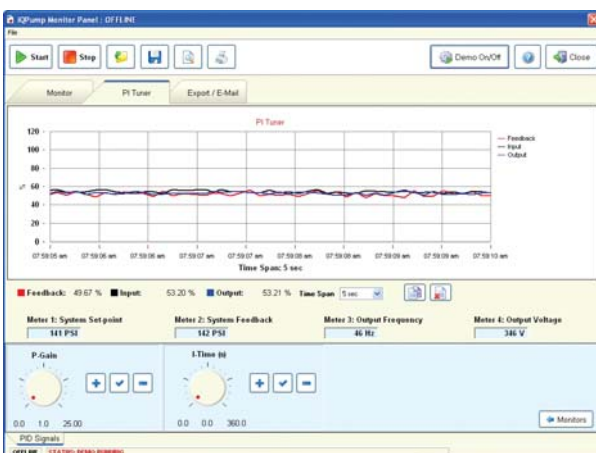 iQPump Monitor Panel : OFFLINE
File
Start Stop Demo On/Off ? Close
Monitor PI Tuner Export / E-Mail
PI Tuner
120
100
80
60
40
20
0
%
Feedback
Input
Output
07:59:05 am 07:59:05 am 07:59:06 am 07:59:06 am 07:59:07 am 07:59:07 am 07:59:08 am 07:59:08 am 07:59:09 am 07:59:09 am 07:59:10 am
Time Span: 5 sec
Feedback: 49.67 % Input: 53.20 % Output: 53.21 % Time Span 5 sec
Meter 1: System Set-point Meter 2: System Feedback Meter 3: Output Frequency Meter 4: Output Voltage
141 PSI 142 PSI 46 Hz 346 V
P-Gain I-Time (s)
0.0 1.0 25.00 0.0 0.0 360.0
Monitors
PID Signals
OFFLINE STATUS: DEMO RUNNING